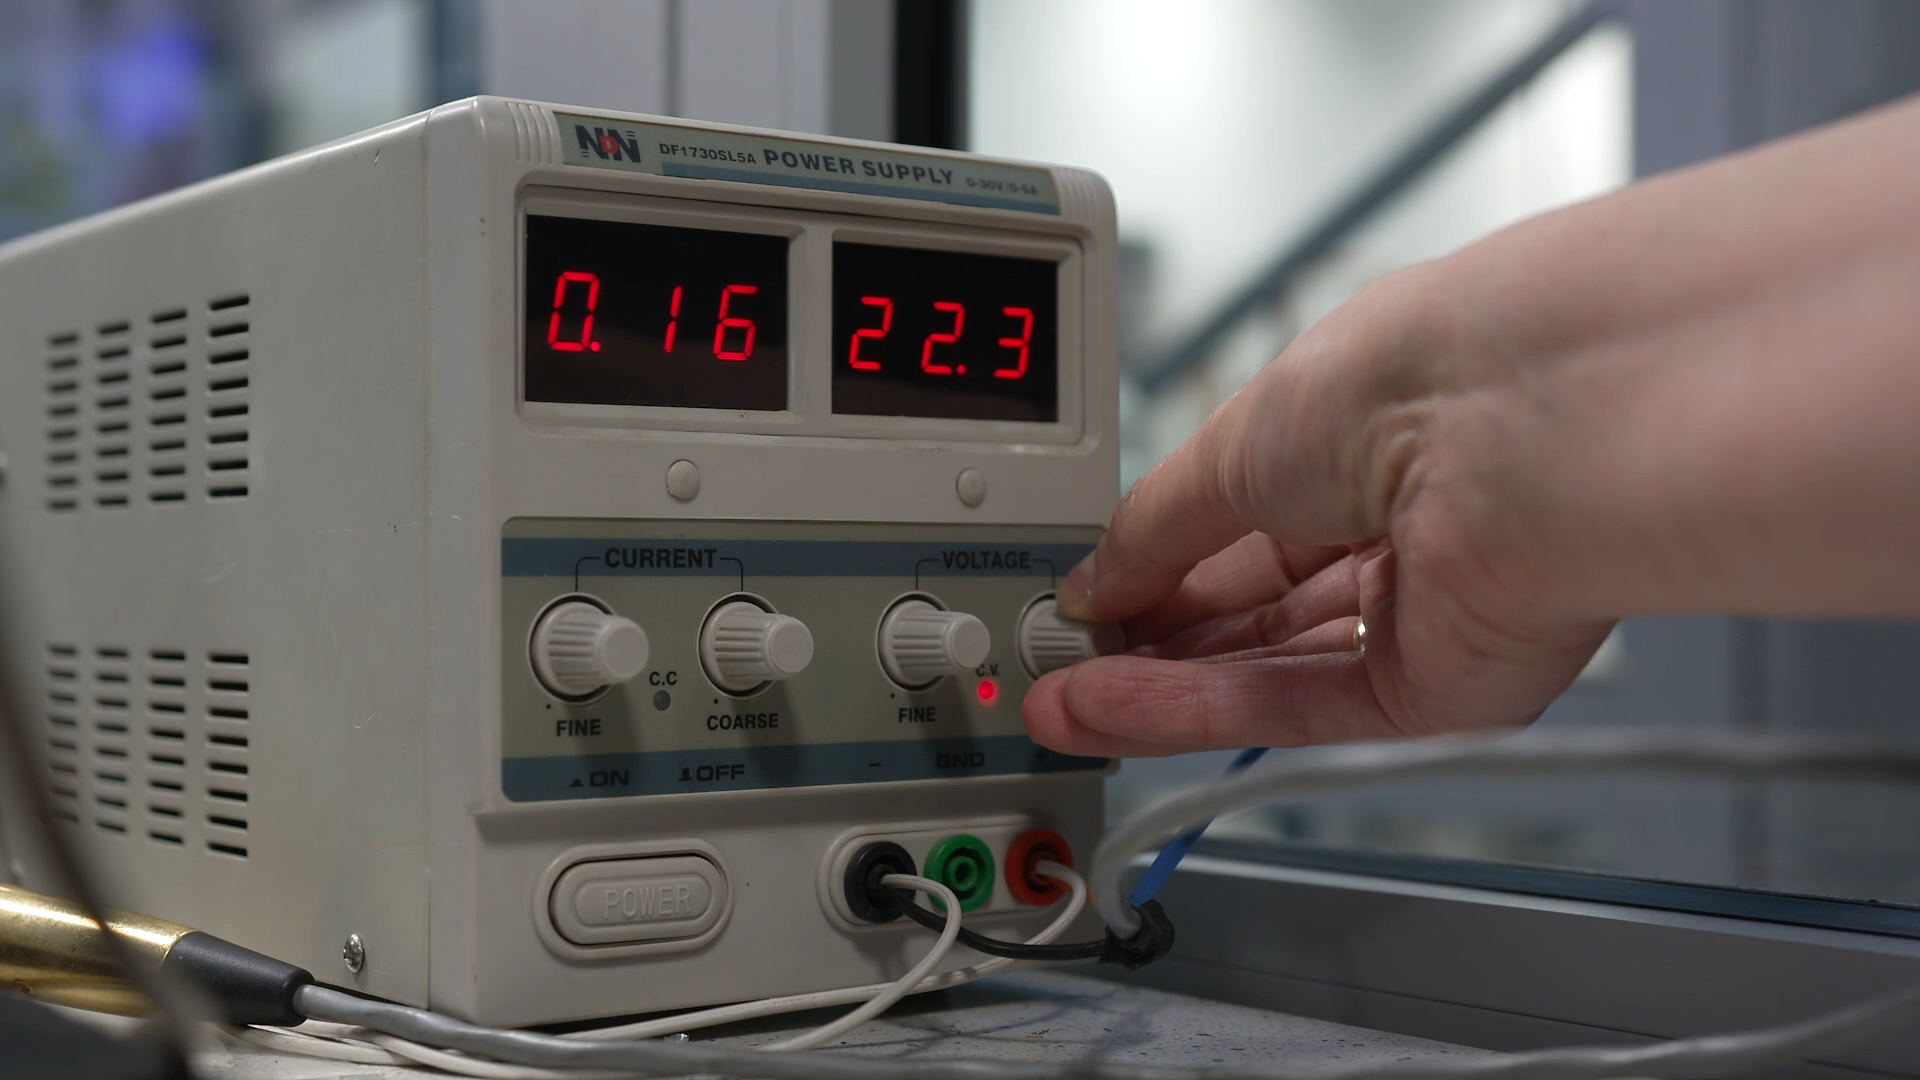 NDN DF1730SL5A POWER SUPPLY 0-30V/0-5A
0.16 22.3
CURRENT VOLTAGE
C.C C.V.
FINE COARSE FINE
ON OFF - GND +
POWER